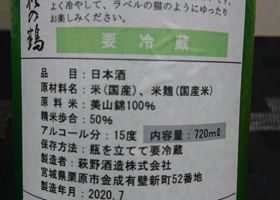 よく冷やして、ラベルの猫のようにゆったり
お楽しみください。
の鶴
要冷蔵
品目：日本酒
原材料名：米(国産)、米麹(国産米)
原料米：美山錦100%
精米歩合：50%
アルコール分：15度 内容量：720mℓ
保存方法：瓶を立てて要冷蔵
製造者：萩野酒造株式会社
宮城県栗原市金成有壁新町52番地
製造年月：2020.7